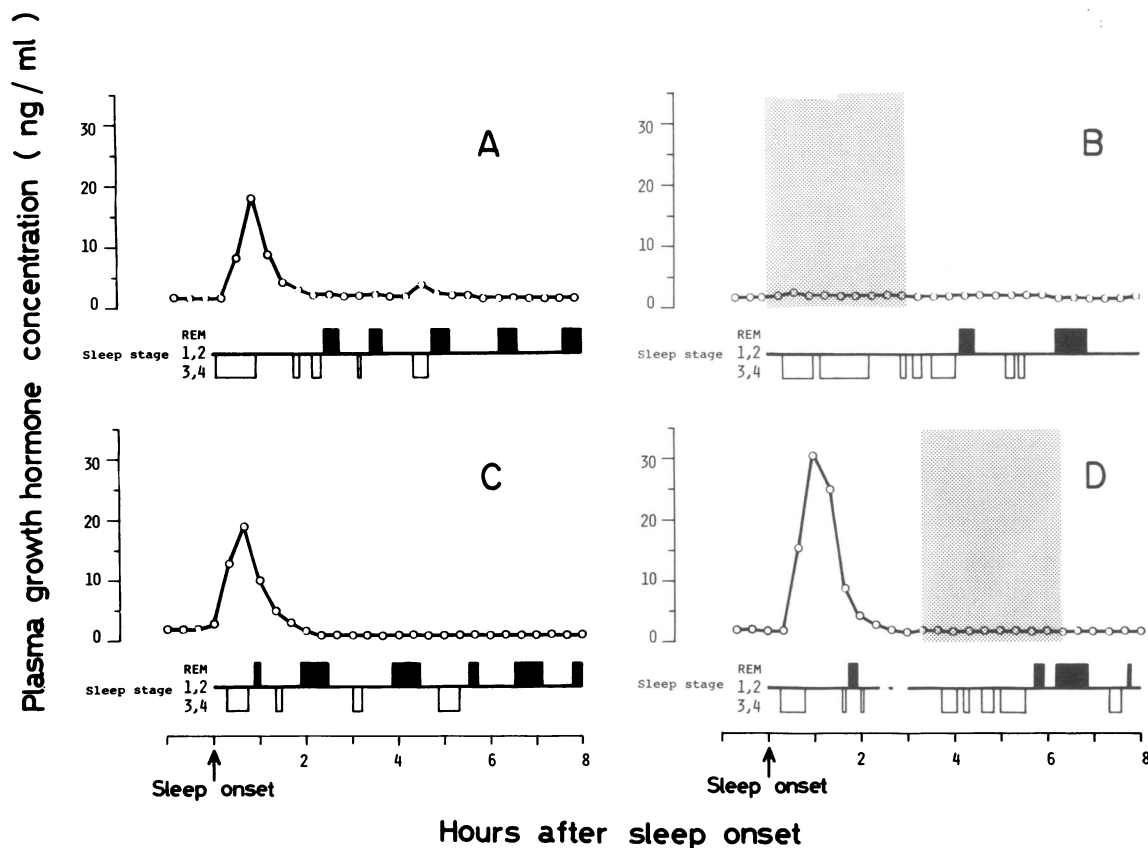 Plasma growth hormone concentration ( ng / ml )
A
30
20
10
0
REM
Sleep stage 1,2
3,4
B
30
20
10
0
REM
Sleep stage 1,2
3,4
C
30
20
10
0
REM
Sleep stage 1,2
3,4
D
30
20
10
0
REM
Sleep stage 1,2
3,4
2 4 6 8
Sleep onset
2 4 6 8
Sleep onset
Hours after sleep onset